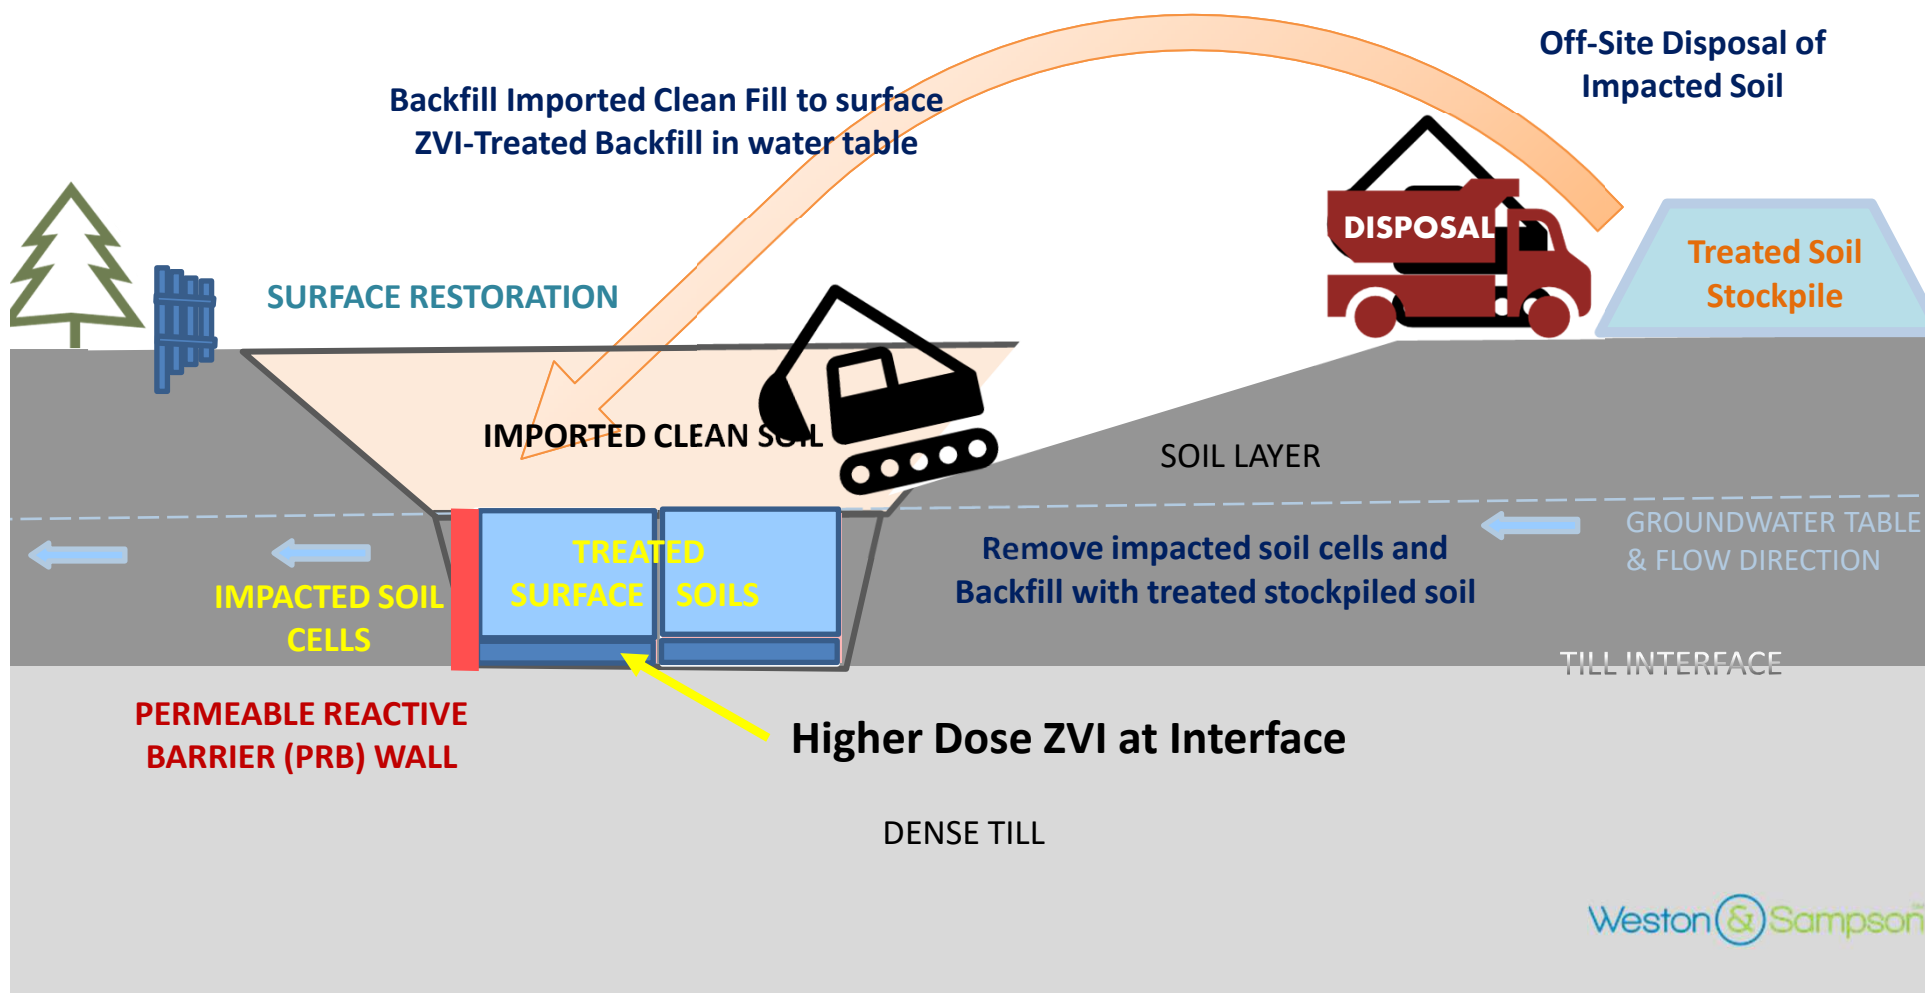 Off-Site Disposal of
Impacted Soil
Backfill Imported Clean Fill to surface
ZVI-Treated Backfill in water table
DISPOSAL
Treated Soil
Stockpile
SURFACE RESTORATION
IMPORTED CLEAN SOIL
SOIL LAYER
GROUNDWATER TABLE
& FLOW DIRECTION
Remove impacted soil cells and
Backfill with treated stockpiled soil
TREATED
SURFACE SOILS
IMPACTED SOIL
CELLS
TILL INTERFACE
PERMEABLE REACTIVE
BARRIER (PRB) WALL
Higher Dose ZVI at Interface
DENSE TILL
Weston & Sampson